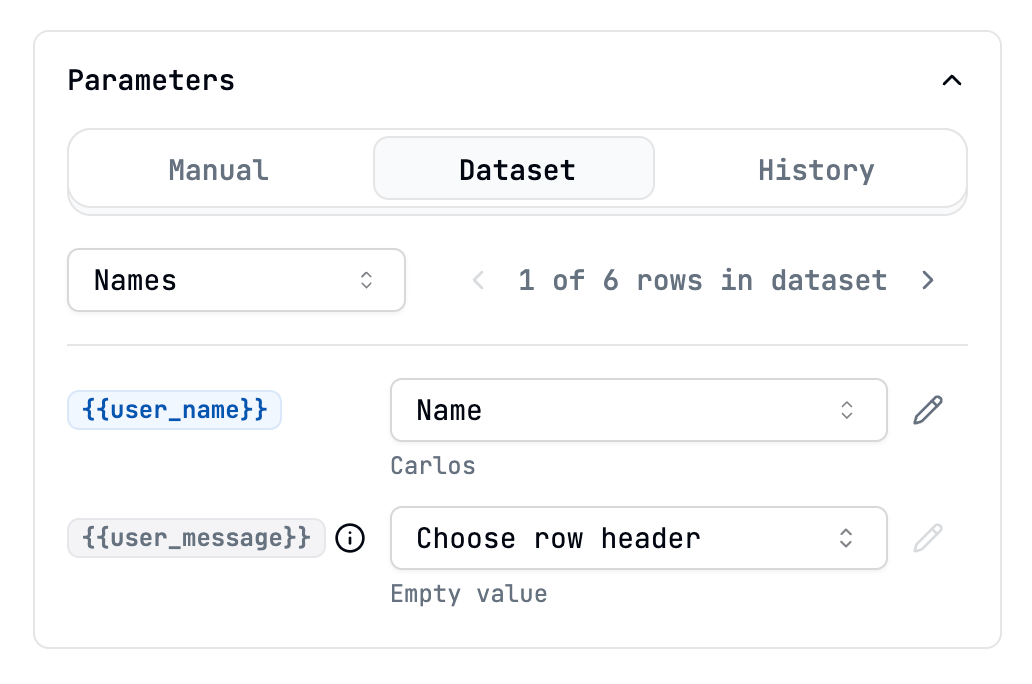 Parameters
Manual Dataset History
Names 1 of 6 rows in dataset
{{user_name}} Name
Carlos
{{user_message}} Choose row header
Empty value